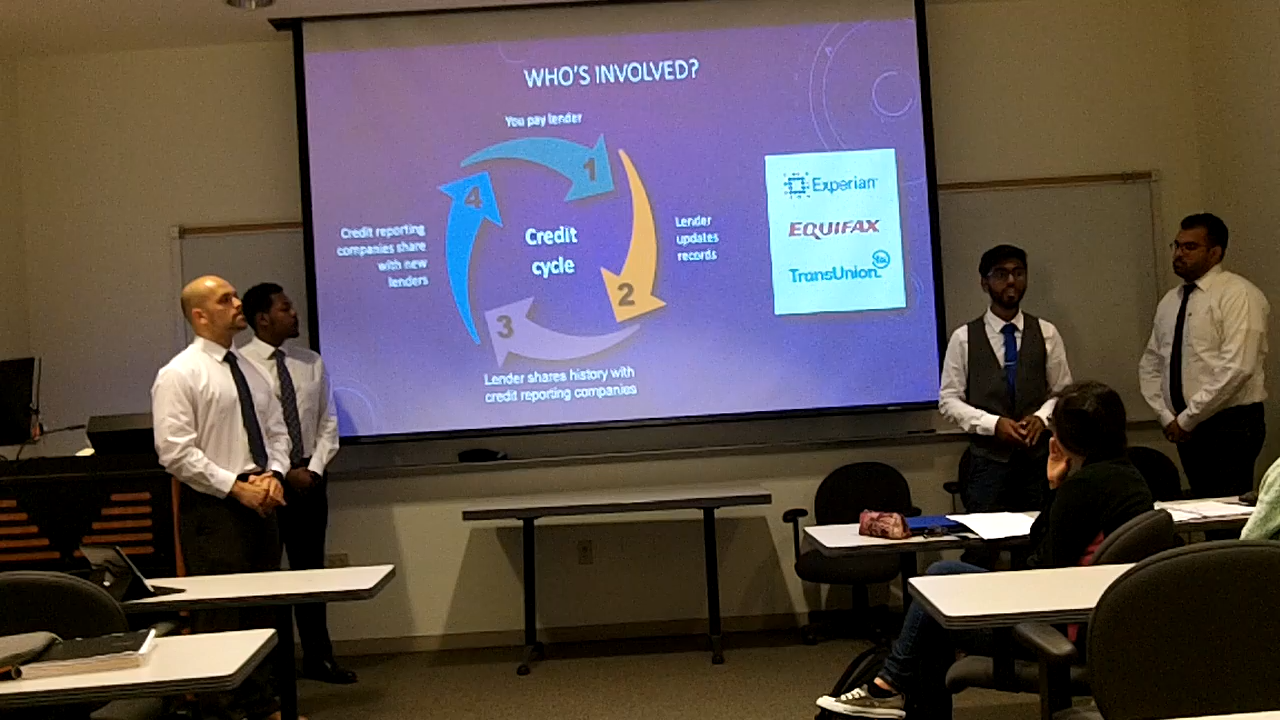 WHO'S INVOLVED?
You pay lender
1
Lender
updates
records
2
Lender shares history with
credit reporting companies
3
Credit reporting
companies share
with new
lenders
4
Credit
cycle
Experian
EQUIFAX
TransUnion
tu